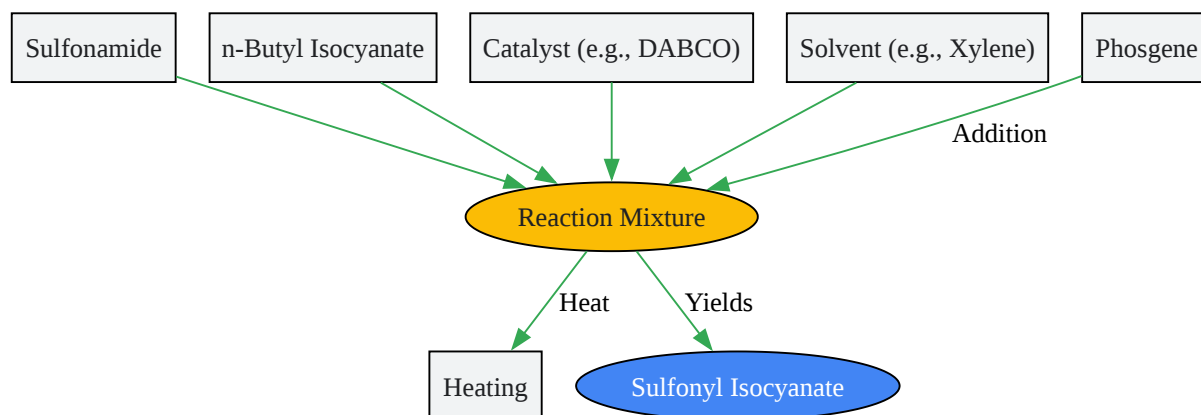 Sulfonamide
n-Butyl Isocyanate
Catalyst (e.g., DABCO)
Solvent (e.g., Xylene)
Phosgene
Addition
Reaction Mixture
Heat
Yields
Heating
Sulfonyl Isocyanate